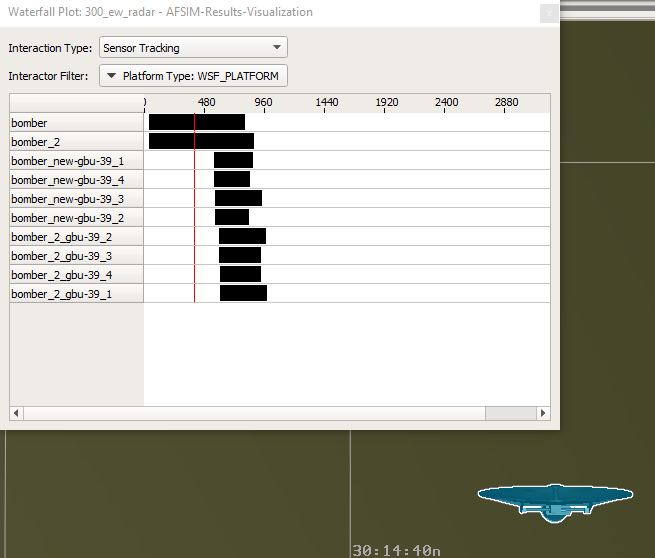 Waterfall Plot: 300_ew_radar - AFSIM-Results-Visualization
Interaction Type: Sensor Tracking
Interactor Filter: Platform Type: WSF_PLATFORM
0 480 960 1440 1920 2400 2880
bomber
bomber_2
bomber_new-gbu-39_1
bomber_new-gbu-39_4
bomber_new-gbu-39_3
bomber_new-gbu-39_2
bomber_2_gbu-39_2
bomber_2_gbu-39_3
bomber_2_gbu-39_4
bomber_2_gbu-39_1
30:14:40n